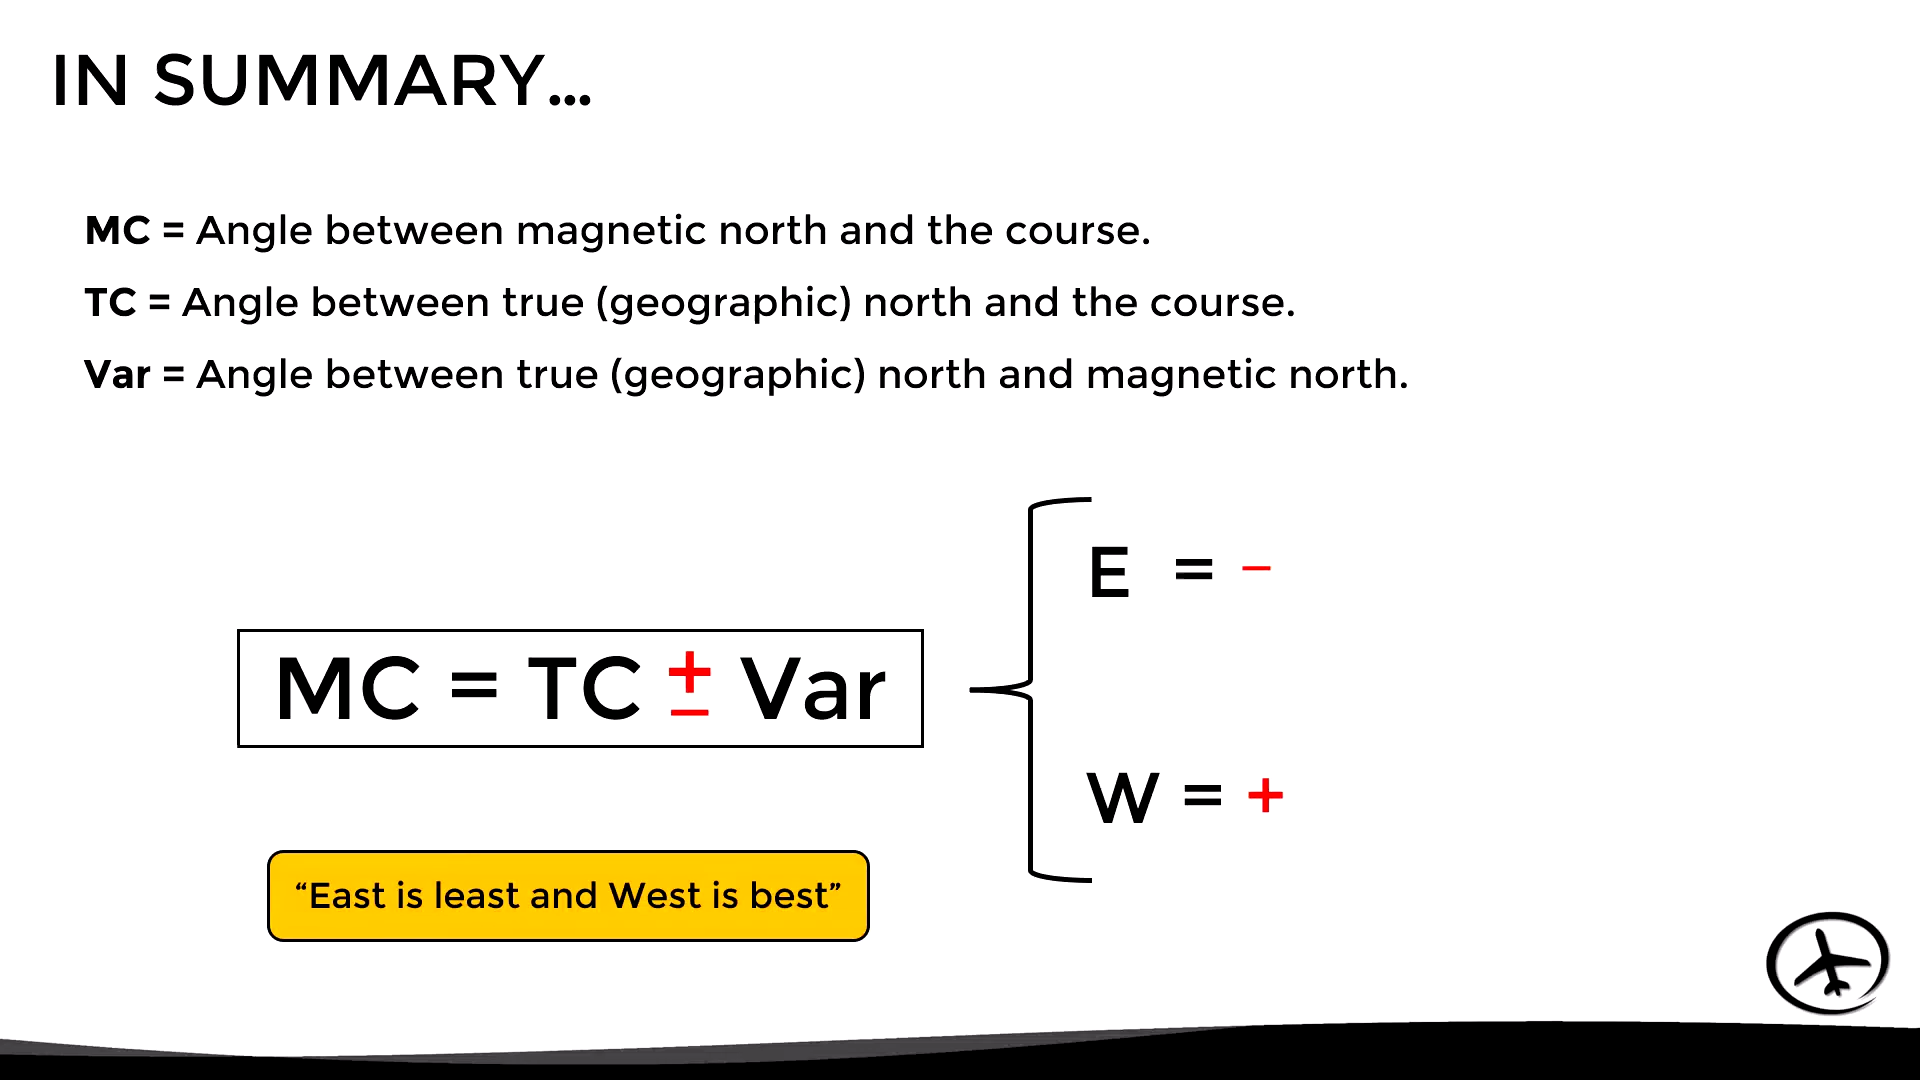 IN SUMMARY...
MC = Angle between magnetic north and the course.
TC = Angle between true (geographic) north and the course.
Var = Angle between true (geographic) north and magnetic north.
E = –
MC = TC ± Var
W = +
“East is least and West is best”